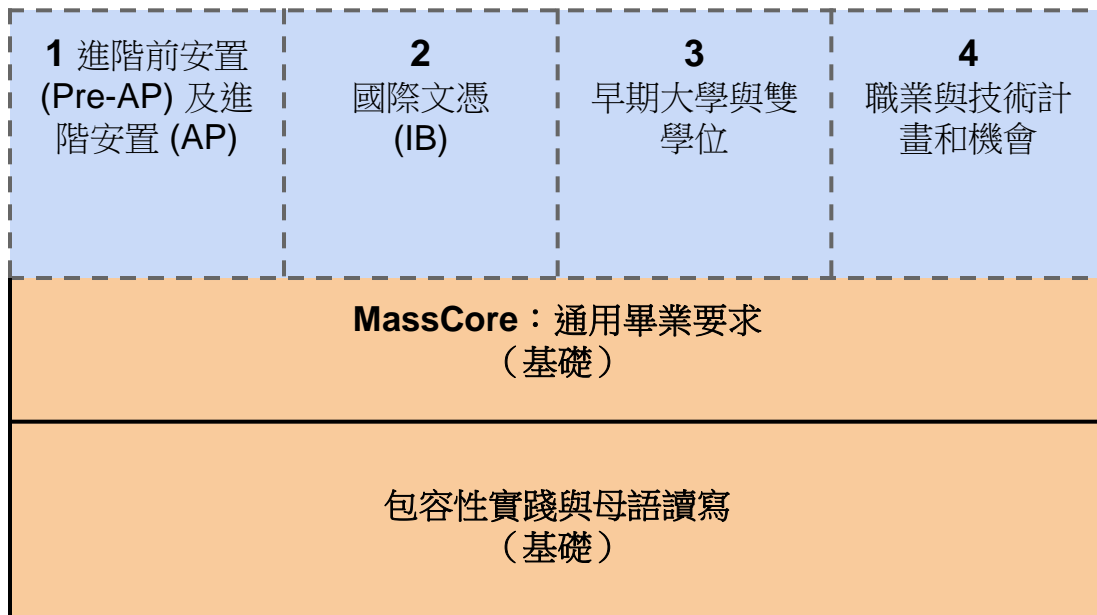 1 進階前安置
(Pre-AP) 及進
階安置 (AP)
2
國際文憑
(IB)
3
早期大學與雙
學位
4
職業與技術計
畫和機會
MassCore：通用畢業要求
（基礎）
包容性實踐與母語讀寫
（基礎）